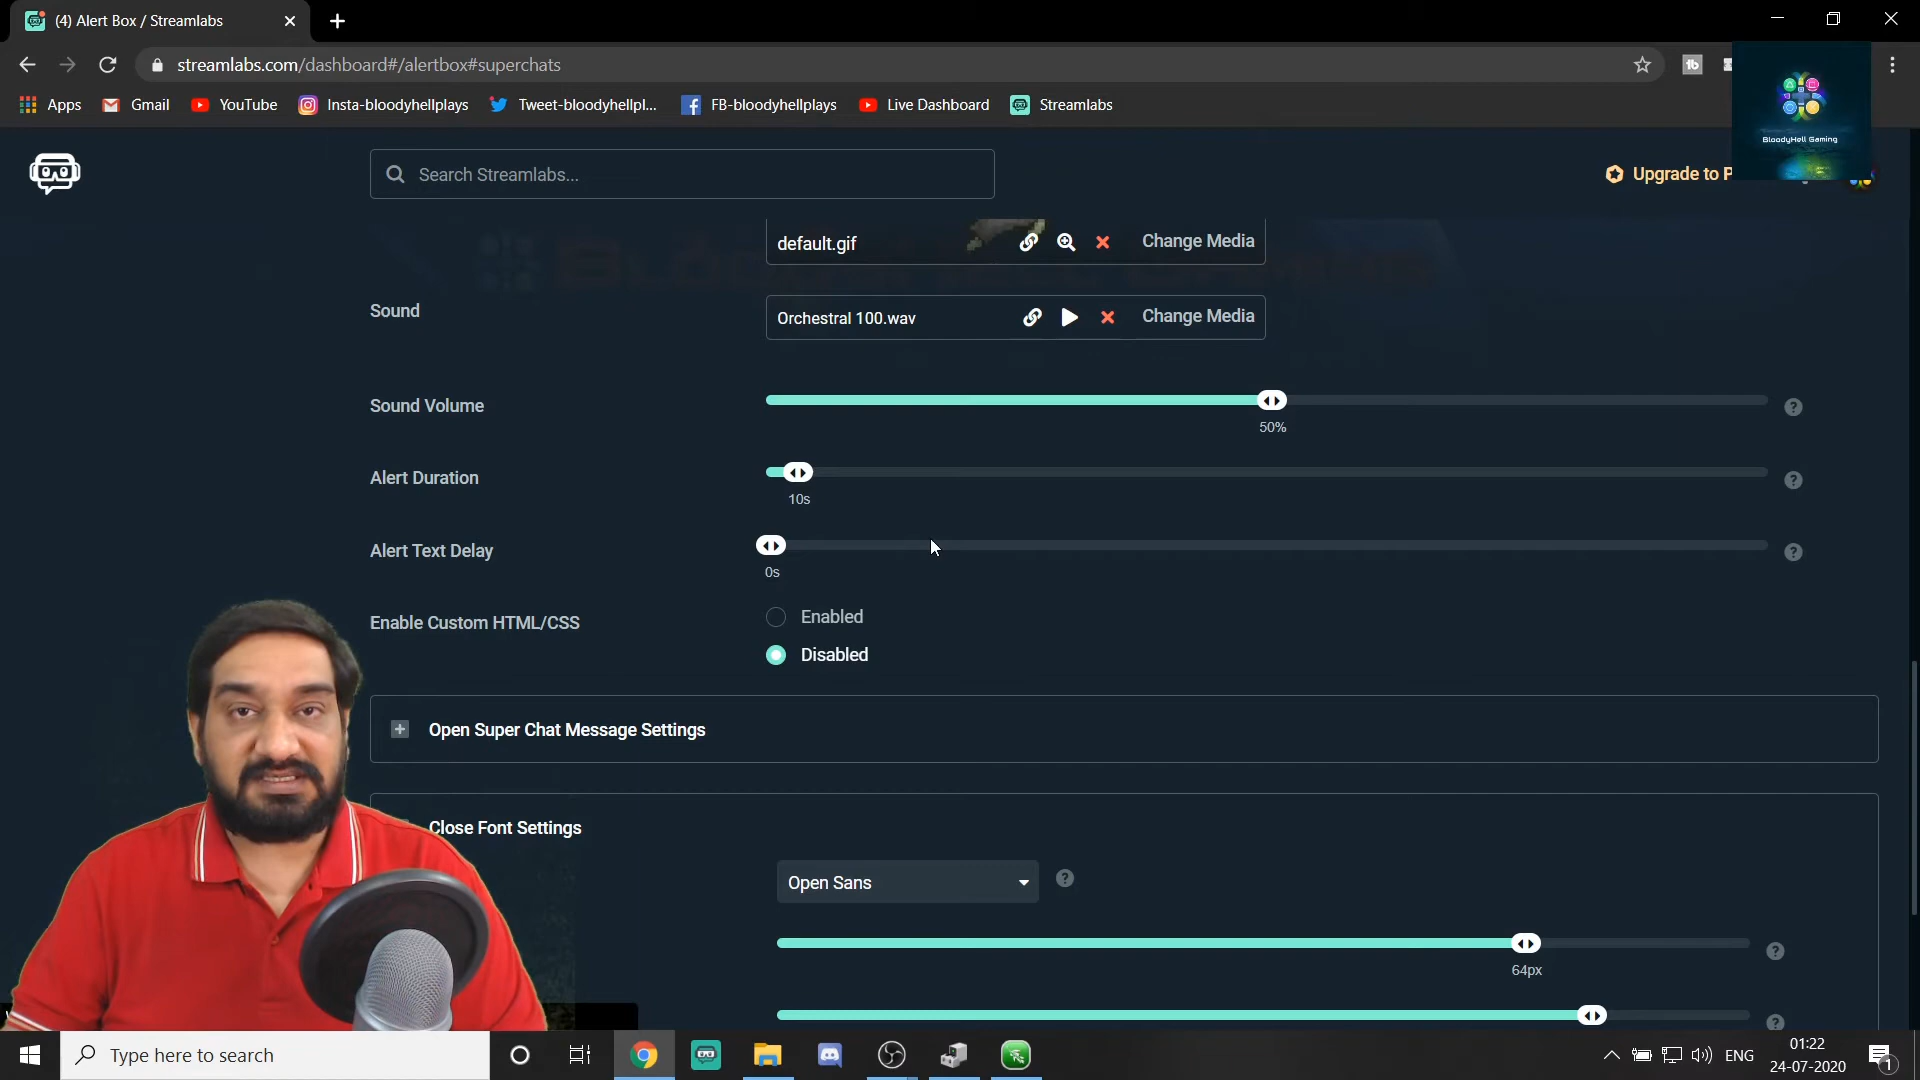 (4) Alert Box / Streamlabs
streamlabs.com/dashboard#/alertbox#superchats
Apps
Gmail
YouTube
Insta-bloodyhellplays
Tweet-bloodyhellpl...
FB-bloodyhellplays
Live Dashboard
Streamlabs
BloodyHell Gaming
Search Streamlabs...
Upgrade to P
default.gif
Change Media
Sound
Orchestral 100.wav
Change Media
Sound Volume
50%
Alert Duration
10s
Alert Text Delay
0s
Enable Custom HTML/CSS
Enabled
Disabled
Open Super Chat Message Settings
Close Font Settings
Open Sans
64px
Type here to search
ENG
01:22
24-07-2020
1